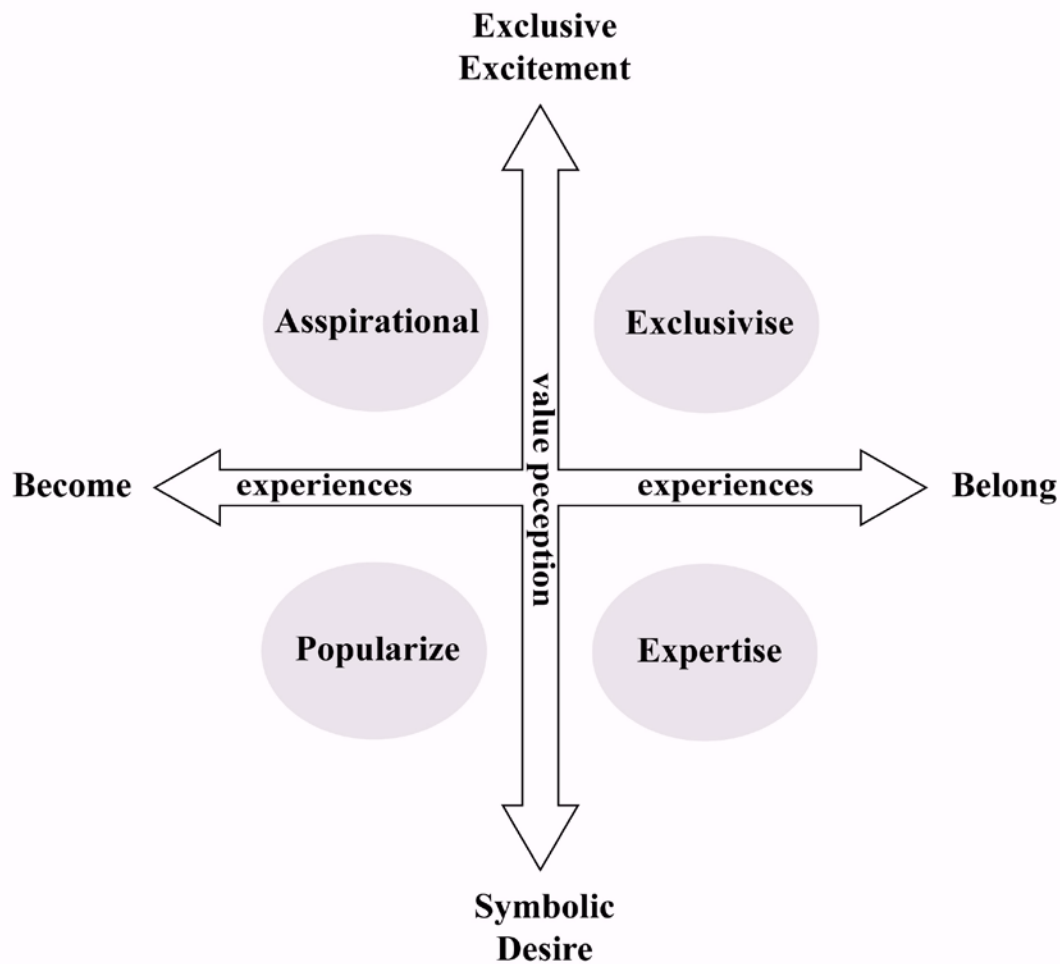 Exclusive
Excitement
Asspirational
Exclusivise
value peception
Become
experiences
experiences
Belong
Popularize
Expertise
Symbolic
Desire